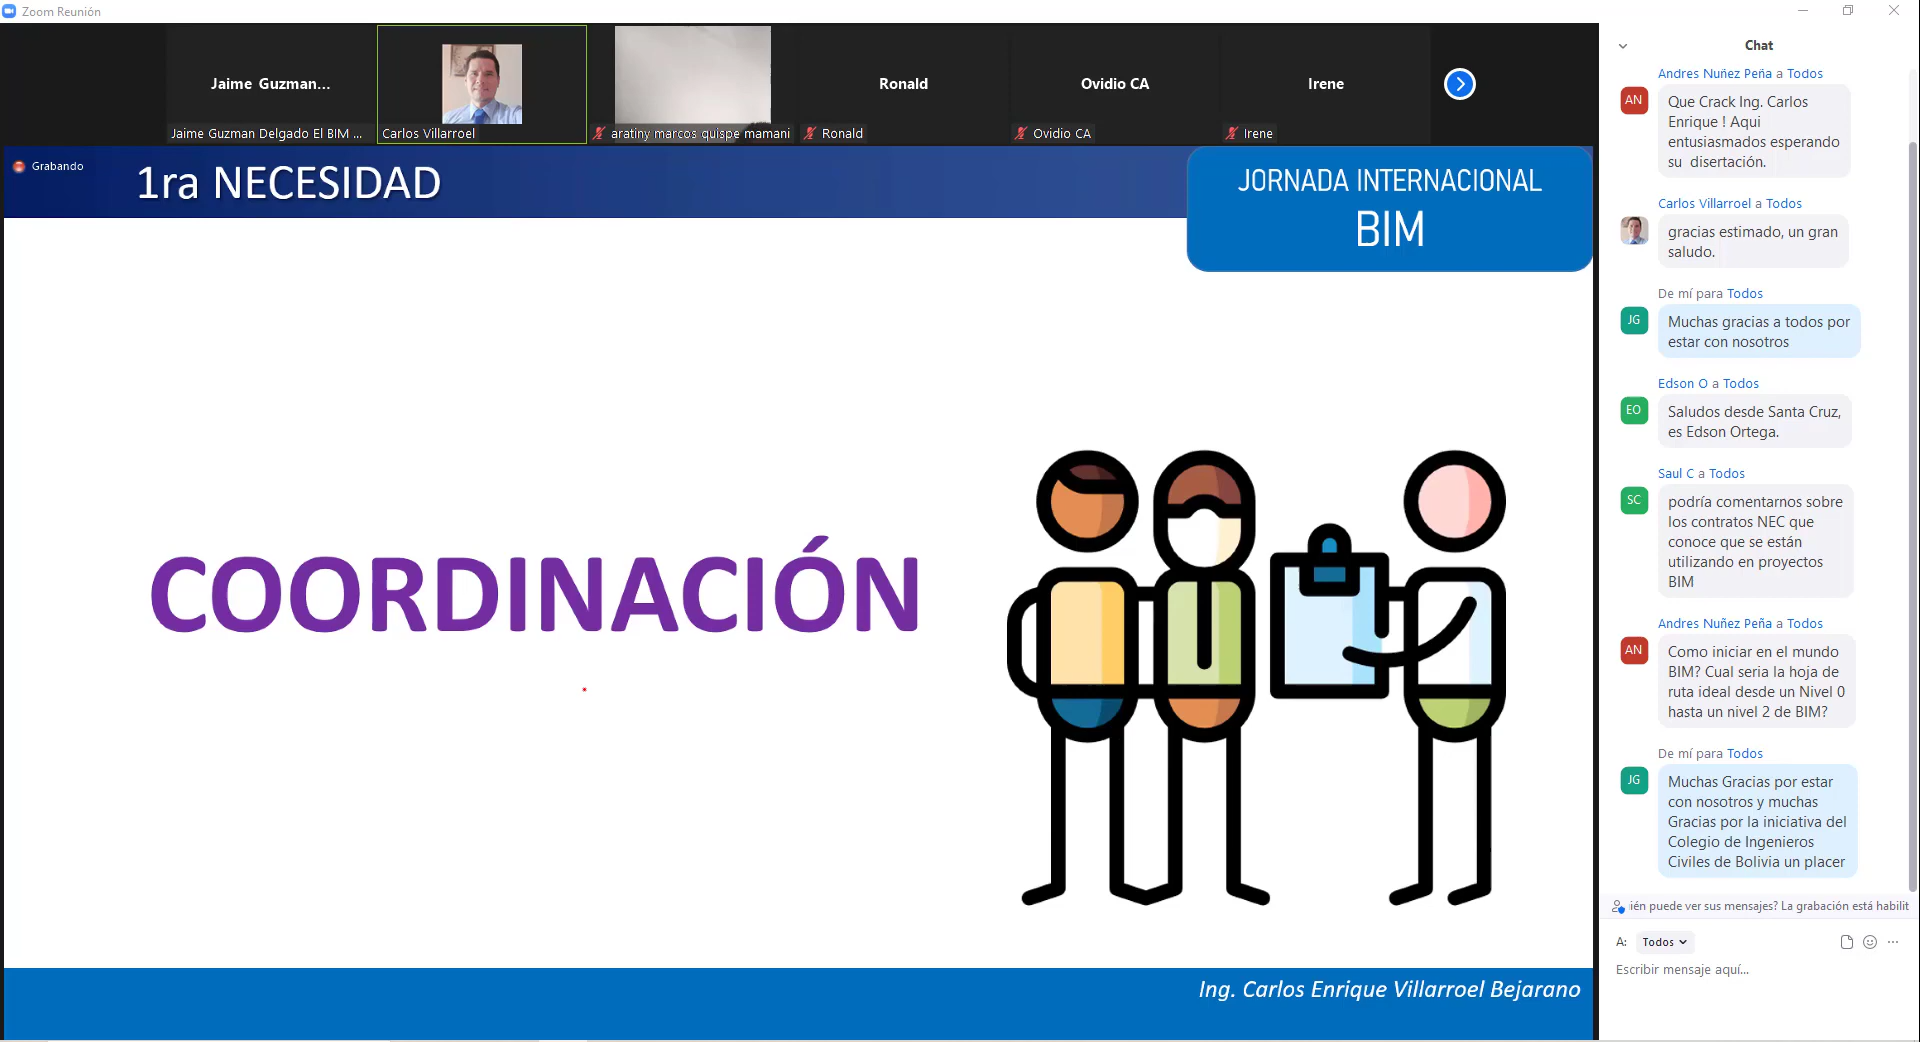 Zoom Reunión
Jaime Guzman...
Jaime Guzman Delgado El BIM ...
Carlos Villarroel
aratiny marcos quispe mamani
Ronald
Ronald
Ovidio CA
Ovidio CA
Irene
Irene
Grabando
1ra NECESIDAD
JORNADA INTERNACIONAL
BIM
COORDINACIÓN
Ing. Carlos Enrique Villarroel Bejarano
Chat
Andres Nuñez Peña a Todos
AN
Que Crack Ing. Carlos
Enrique ! Aqui
entusiasmados esperando
su disertación.
Carlos Villarroel a Todos
gracias estimado, un gran
saludo.
De mí para Todos
JG
Muchas gracias a todos por
estar con nosotros
Edson O a Todos
EO
Saludos desde Santa Cruz,
es Edson Ortega.
Saul C a Todos
SC
podría comentarnos sobre
los contratos NEC que
conoce que se están
utilizando en proyectos
BIM
Andres Nuñez Peña a Todos
AN
Como iniciar en el mundo
BIM? Cual seria la hoja de
ruta ideal desde un Nivel 0
hasta un nivel 2 de BIM?
De mí para Todos
JG
Muchas Gracias por estar
con nosotros y muchas
Gracias por la iniciativa del
Colegio de Ingenieros
Civiles de Bolivia un placer
ién puede ver sus mensajes? La grabación está habilit
A: Todos
Escribir mensaje aquí...